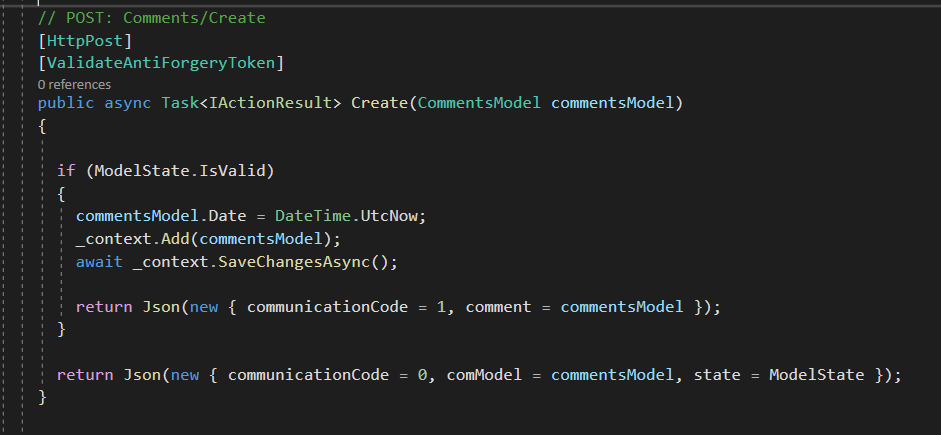 // POST: Comments/Create
[HttpPost]
[ValidateAntiForgeryToken]
0 references
public async Task<IActionResult> Create(CommentsModel commentsModel)
{
if (ModelState.IsValid)
{
commentsModel.Date = DateTime.UtcNow;
_context.Add(commentsModel);
await _context.SaveChangesAsync();
return Json(new { communicationCode = 1, comment = commentsModel });
}
return Json(new { communicationCode = 0, comModel = commentsModel, state = ModelState });
}